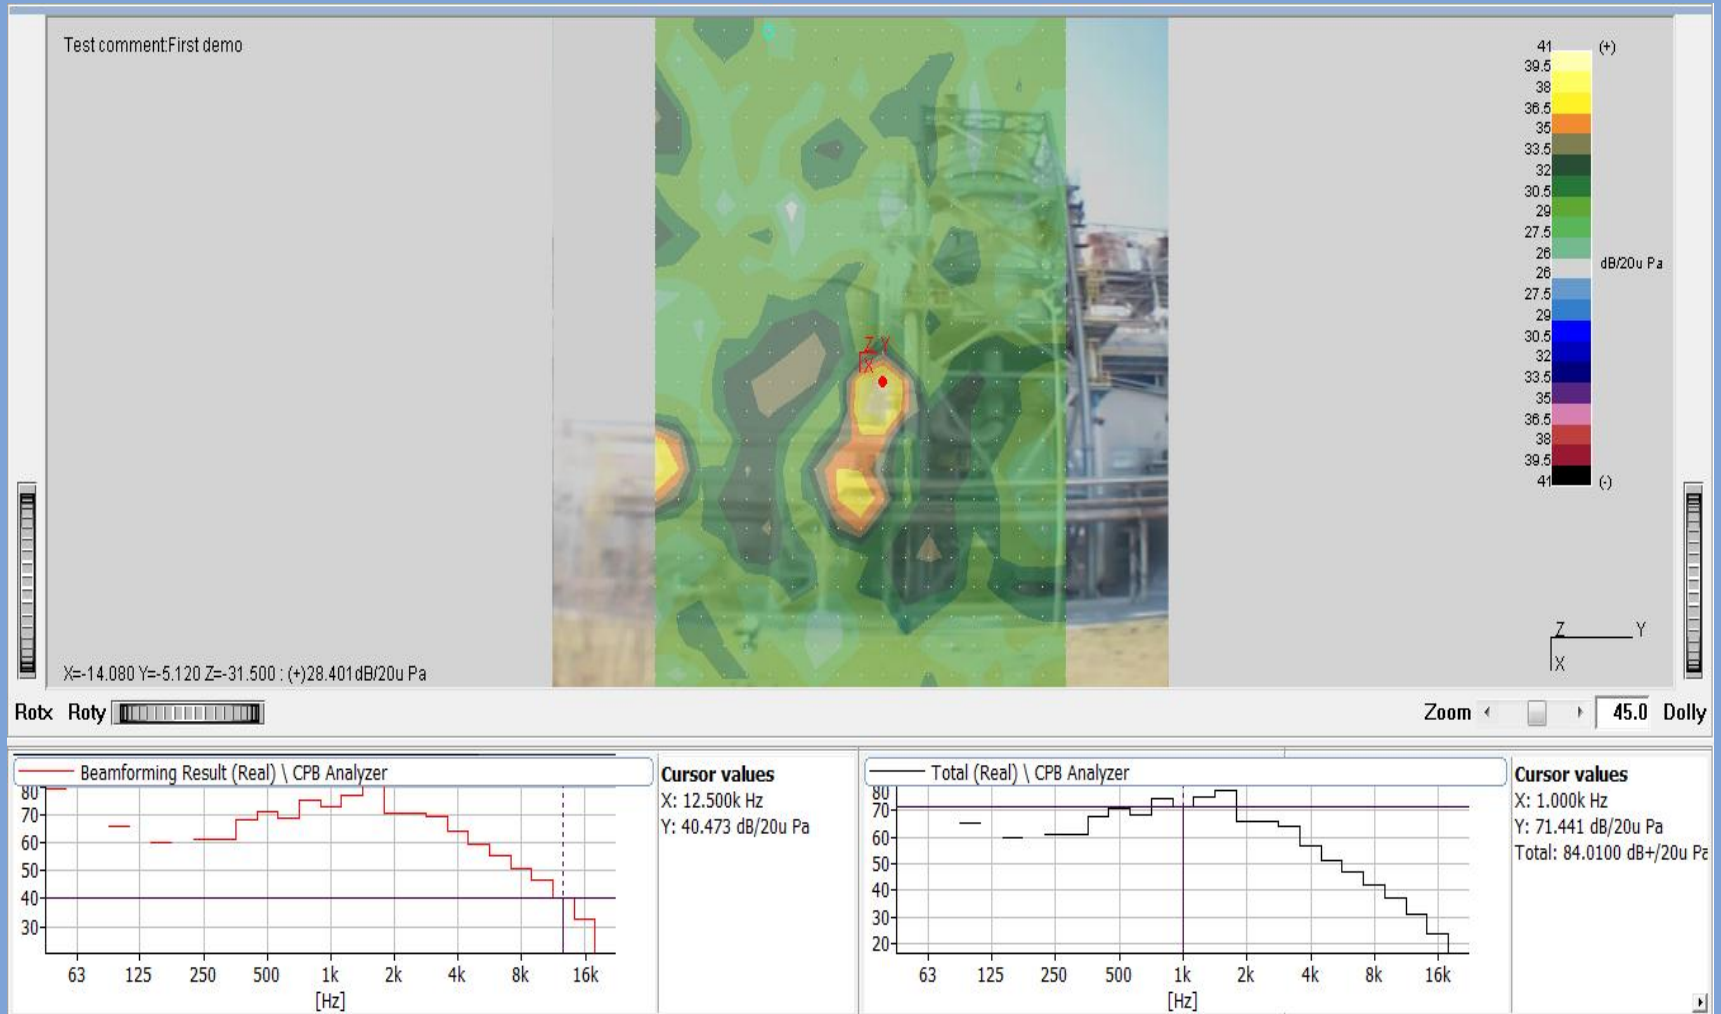 Test comment:First demo
41 (+)
39.5
38
36.5
35
33.5
32
30.5
29
27.5
26
26 dB/20u Pa
27.5
29
30.5
32
33.5
35
36.5
38
39.5
41 (-)
Z Y
X
Z Y
X
X=-14.080 Y=-5.120 Z=-31.500 : (+)28.401dB/20u Pa
Rotx Roty Zoom 45.0 Dolly
Beamforming Result (Real) \ CPB Analyzer
80
70
60
50
40
30
63 125 250 500 1k 2k 4k 8k 16k
[Hz]
Cursor values
X: 12.500k Hz
Y: 40.473 dB/20u Pa
Total (Real) \ CPB Analyzer
80
70
60
50
40
30
20
63 125 250 500 1k 2k 4k 8k 16k
[Hz]
Cursor values
X: 1.000k Hz
Y: 71.441 dB/20u Pa
Total: 84.0100 dB+/20u Pa